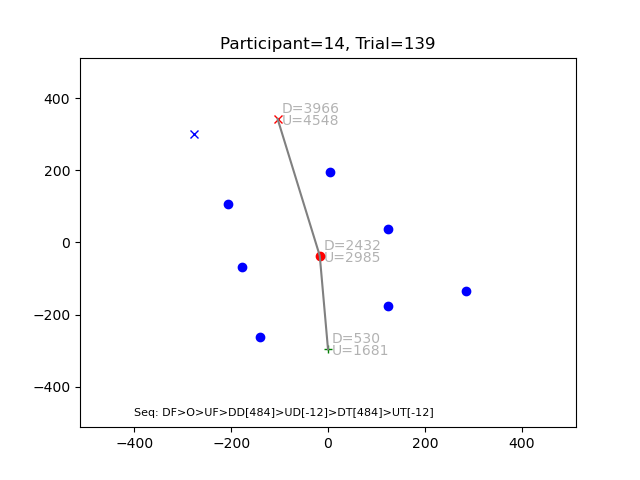 Participant=14, Trial=139
400
200
0
−200
−400
D=3966
U=4548
D=2432
U=2985
D=530
U=1681
Seq: DF>O>UF>DD[484]>UD[-12]>DT[484]>UT[-12]
−400 −200 0 200 400